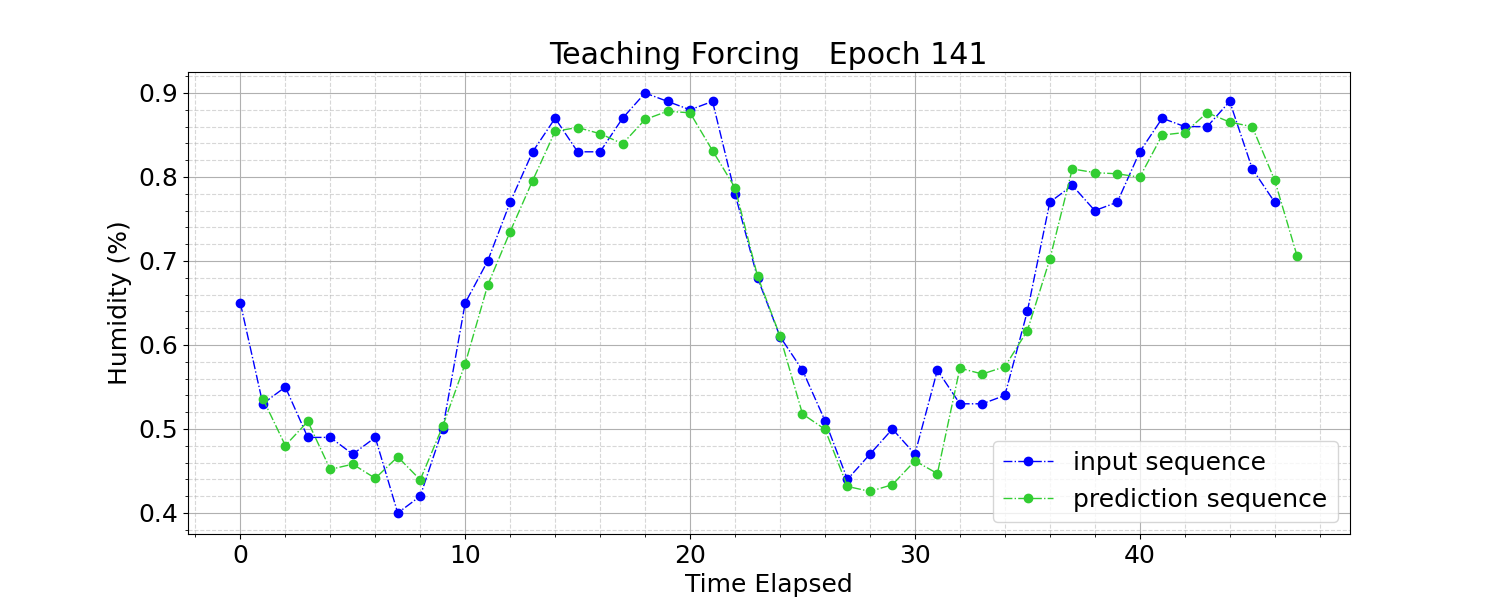 Teaching Forcing   Epoch 141
Humidity (%)
0.9
0.8
0.7
0.6
0.5
0.4
input sequence
prediction sequence
0 10 20 30 40
Time Elapsed